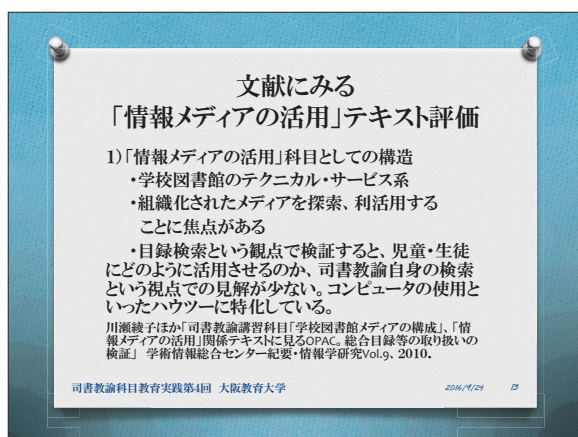 文献にみる
「情報メディアの活用」テキスト評価
1)「情報メディアの活用」科目としての構造
・学校図書館のテクニカル・サービス系
・組織化されたメディアを探索、利活用する
ことに焦点がある
・目録検索という観点で検証すると、児童・生徒
にどのように活用させるのか、司書教諭自身の検索
という視点での見解が少ない。コンピュータの使用と
いったハウツーに特化している。
川瀬綾子ほか「司書教諭講習科目「学校図書館メディアの構成」、「情
報メディアの活用」関係テキストに見るOPAC。総合目録等の取り扱いの
検証」 学術情報総合センター紀要・情報学研究Vol.9、2010.
司書教諭科目教育実践第4回 大阪教育大学
2016/9/24 13